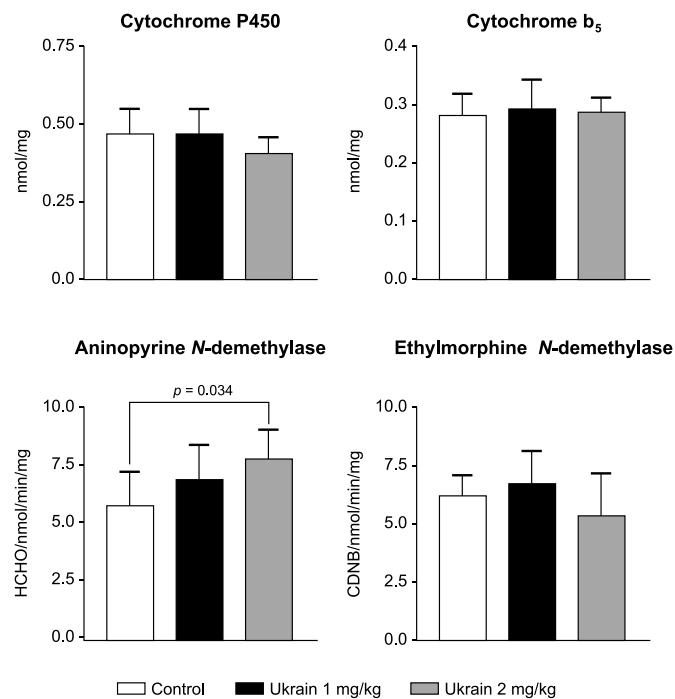 Cytochrome P450
0.75
0.50
0.25
0.0
nmol/mg
Cytochrome b5
0.4
0.3
0.2
0.1
0.0
nmol/mg
Aninopyrine N-demethylase
p = 0.034
10.0
7.5
5.0
2.5
0.0
HCHO/nmol/min/mg
Ethylmorphine N-demethylase
10.0
7.5
5.0
2.5
0.0
CDNB/nmol/min/mg
Control Ukrain 1 mg/kg Ukrain 2 mg/kg